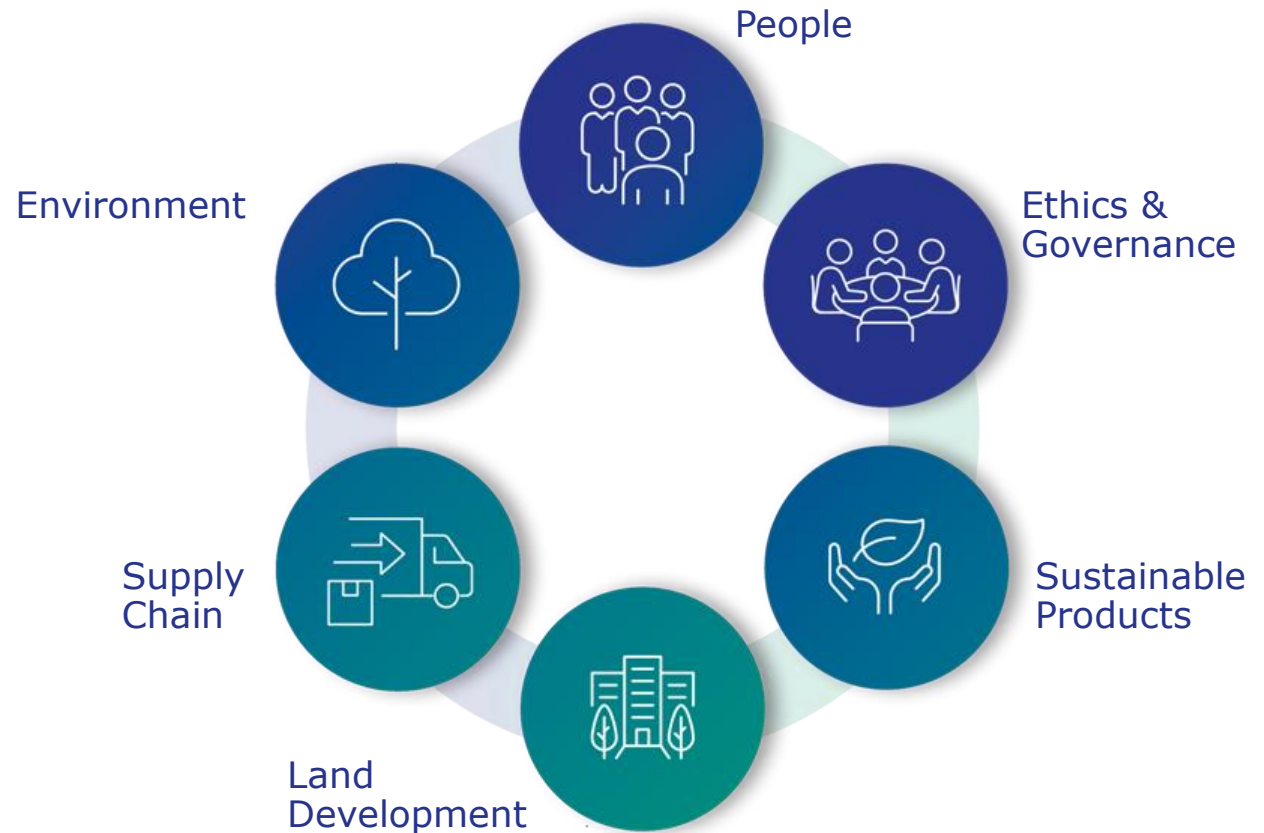 People
Environment
Ethics &
Governance
Supply
Chain
Sustainable
Products
Land
Development